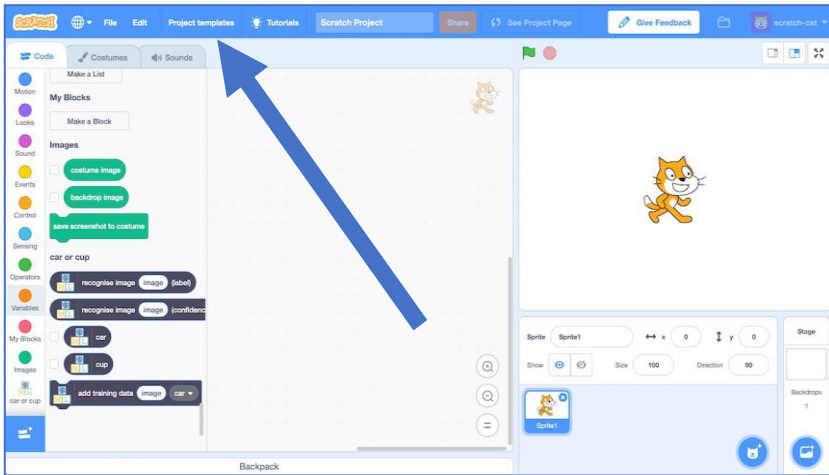 SCRATCH File Edit Project templates Tutorials Scratch Project Share See Project Page Give Feedback scratch-cat
Code Costumes Sounds
Motion
Looks
Sound
Events
Control
Sensing
Operators
Variables
My Blocks
Images
car or cup
Make a List
My Blocks
Make a Block
Images
costume image
backdrop image
save screenshot to costume
car or cup
recognise image image (label)
recognise image image (confidenc
car
cup
add training data image car
Sprite Sprite1 x 0 y 0
Show Size 100 Direction 90
Sprite1
Stage
Backdrops
1
Backpack